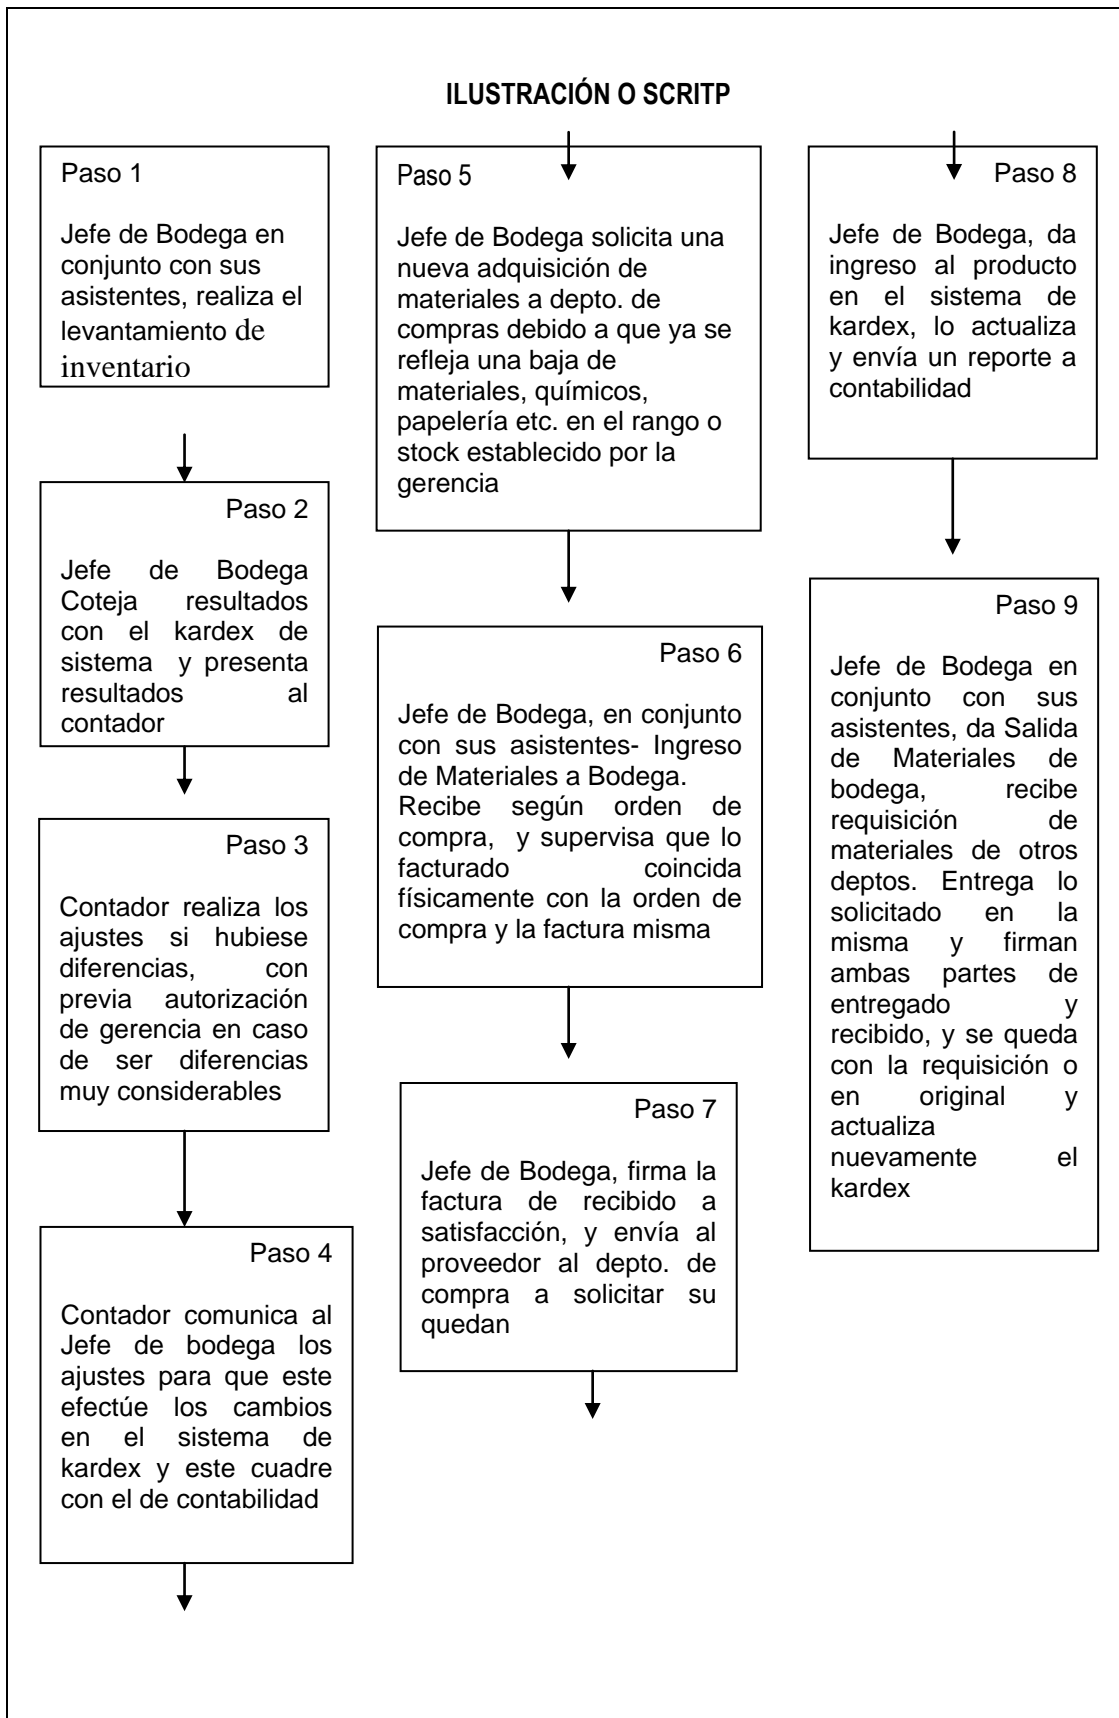 ILUSTRACIÓN O SCRITP
Paso 1
Jefe de Bodega en
conjunto con sus
asistentes, realiza el
levantamiento de
inventario
Paso 2
Jefe de Bodega
Coteja resultados
con el kardex de
sistema y presenta
resultados al
contador
Paso 3
Contador realiza los
ajustes si hubiese
diferencias, con
previa autorización
de gerencia en caso
de ser diferencias
muy considerables
Paso 4
Contador comunica al
Jefe de bodega los
ajustes para que este
efectúe los cambios
en el sistema de
kardex y este cuadre
con el de contabilidad
Paso 5
Jefe de Bodega solicita una
nueva adquisición de
materiales a depto. de
compras debido a que ya se
refleja una baja de
materiales, químicos,
papelería etc. en el rango o
stock establecido por la
gerencia
Paso 6
Jefe de Bodega, en conjunto
con sus asistentes- Ingreso
de Materiales a Bodega.
Recibe según orden de
compra, y supervisa que lo
facturado coincida
físicamente con la orden de
compra y la factura misma
Paso 7
Jefe de Bodega, firma la
factura de recibido a
satisfacción, y envía al
proveedor al depto. de
compra a solicitar su
quedan
Paso 8
Jefe de Bodega, da
ingreso al producto
en el sistema de
kardex, lo actualiza
y envía un reporte a
contabilidad
Paso 9
Jefe de Bodega en
conjunto con sus
asistentes, da Salida
de Materiales de
bodega, recibe
requisición de
materiales de otros
deptos. Entrega lo
solicitado en la
misma y firman
ambas partes de
entregado y
recibido, y se queda
con la requisición o
en original y
actualiza
nuevamente el
kardex